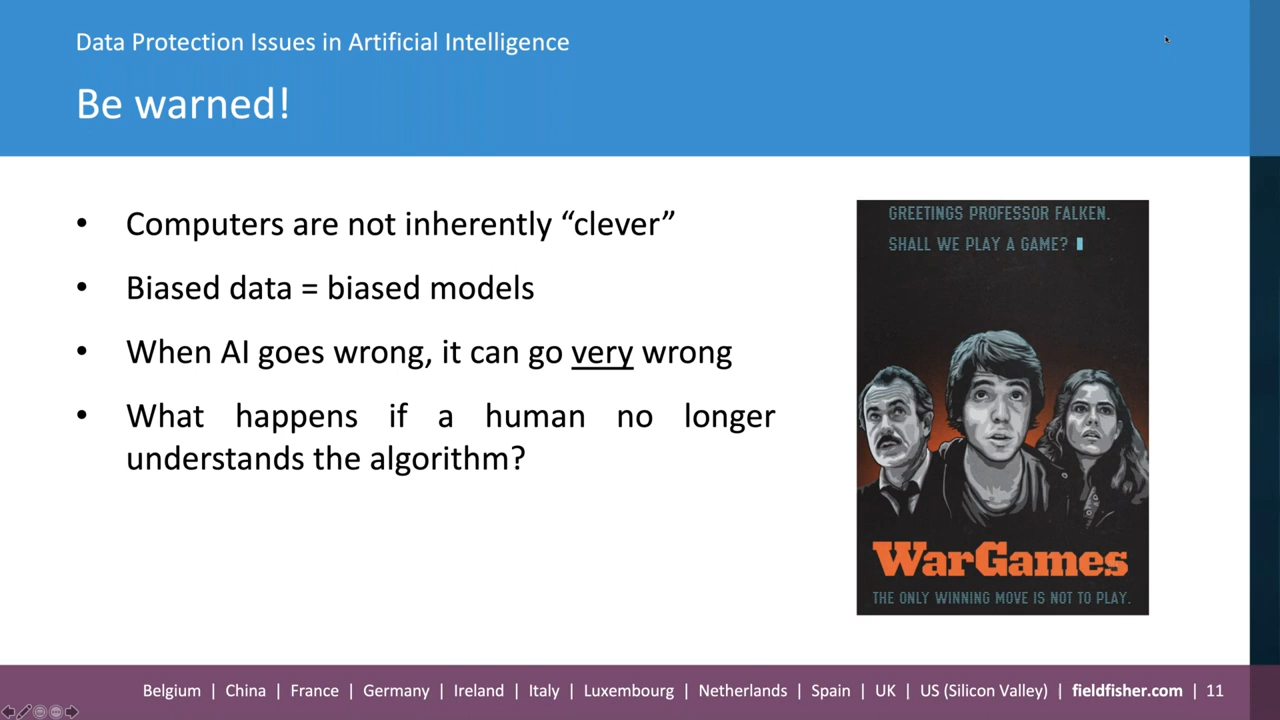 Data Protection Issues in Artificial Intelligence
Be warned!
• Computers are not inherently “clever”
• Biased data = biased models
• When AI goes wrong, it can go very wrong
• What happens if a human no longer
understands the algorithm?
GREETINGS PROFESSOR FALKEN.
SHALL WE PLAY A GAME?
WarGames
THE ONLY WINNING MOVE IS NOT TO PLAY.
Belgium | China | France | Germany | Ireland | Italy | Luxembourg | Netherlands | Spain | UK | US (Silicon Valley) | fieldfisher.com | 11